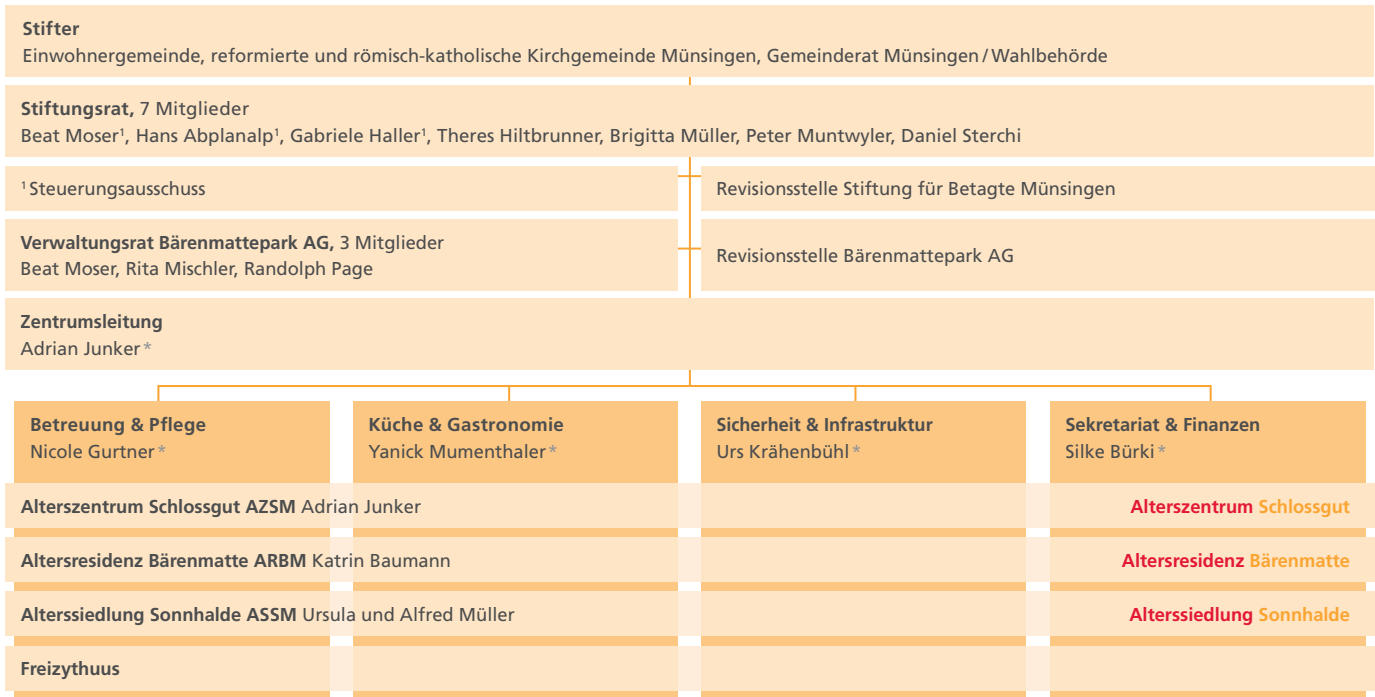 Stifter
Einwohnergemeinde, reformierte und römisch-katholische Kirchgemeinde Münsingen, Gemeinderat Münsingen / Wahlbehörde
Stiftungsrat, 7 Mitglieder
Beat Moser¹, Hans Abplanalp¹, Gabriele Haller¹, Theres Hiltbrunner, Brigitta Müller, Peter Muntwyler, Daniel Sterchi
¹ Steuerungsausschuss
Revisionsstelle Stiftung für Betagte Münsingen
Verwaltungsrat Bärenmattepark AG, 3 Mitglieder
Beat Moser, Rita Mischler, Randolph Page
Revisionsstelle Bärenmattepark AG
Zentrumsleitung
Adrian Junker *
Betreuung & Pflege
Nicole Gurtner *
Küche & Gastronomie
Yanick Mumenthaler *
Sicherheit & Infrastruktur
Urs Krähenbühl *
Sekretariat & Finanzen
Silke Bürki *
Alterszentrum Schlossgut AZSM Adrian Junker
Alterszentrum Schlossgut
Altersresidenz Bärenmatte ARBM Katrin Baumann
Altersresidenz Bärenmatte
Alterssiedlung Sonnhalde ASSM Ursula und Alfred Müller
Alterssiedlung Sonnhalde
Freizythuus